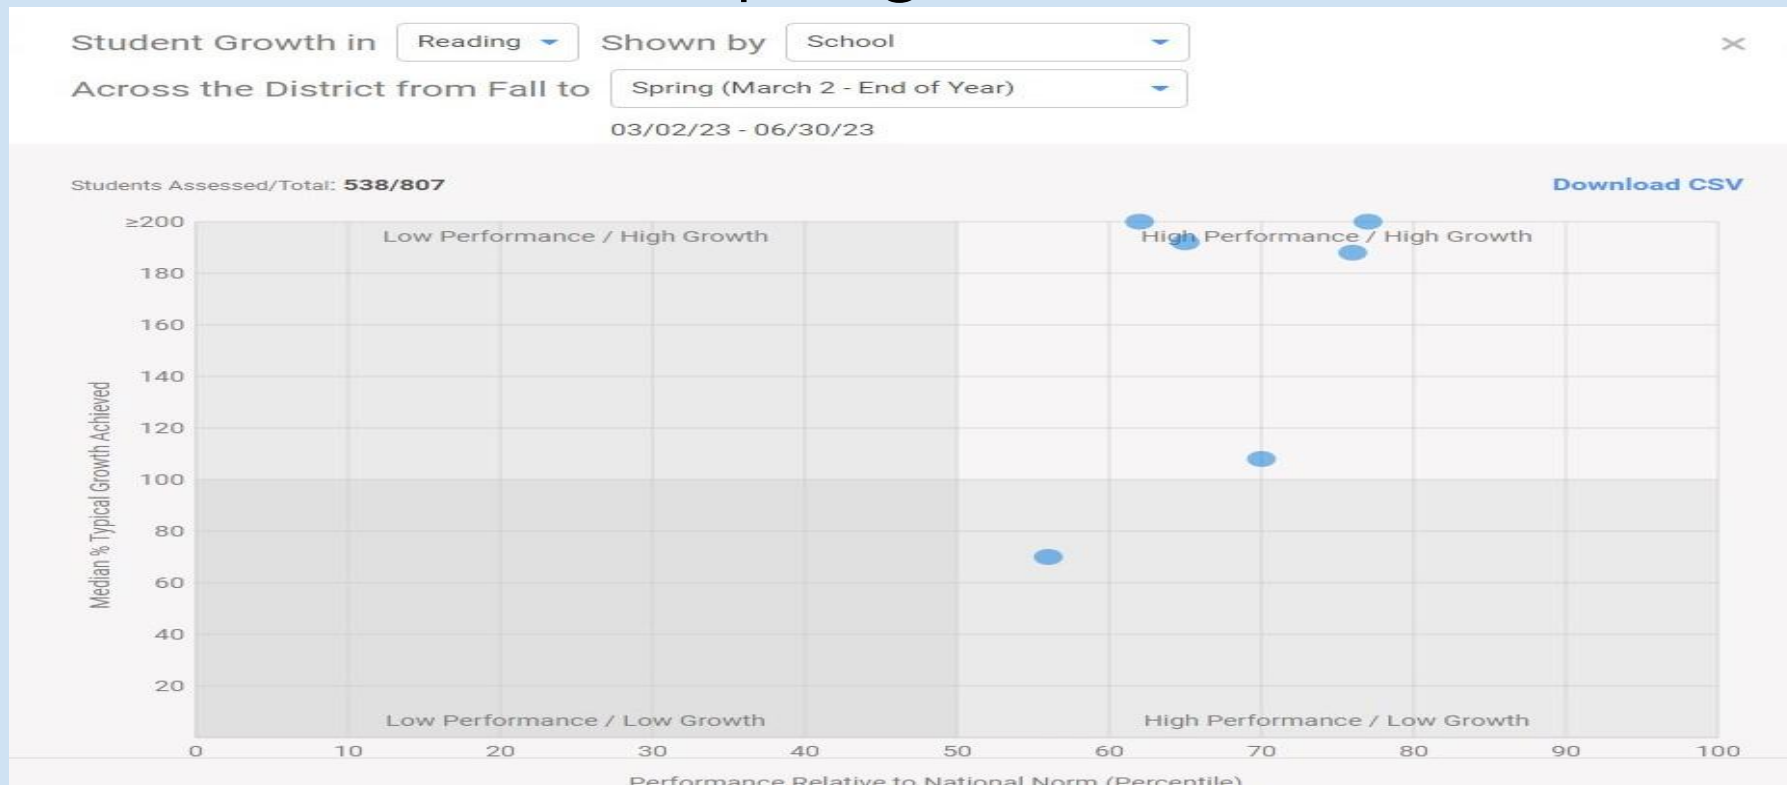 Student Growth in Reading Shown by School
Across the District from Fall to Spring (March 2 - End of Year)
03/02/23 - 06/30/23
Students Assessed/Total: 538/807
Download CSV
≥200
Low Performance / High Growth
High Performance / High Growth
180
160
140
120
100
80
60
40
20
Median % Typical Growth Achieved
Low Performance / Low Growth
High Performance / Low Growth
0 10 20 30 40 50 60 70 80 90 100
Performance Relative to National Norm (Percentile)